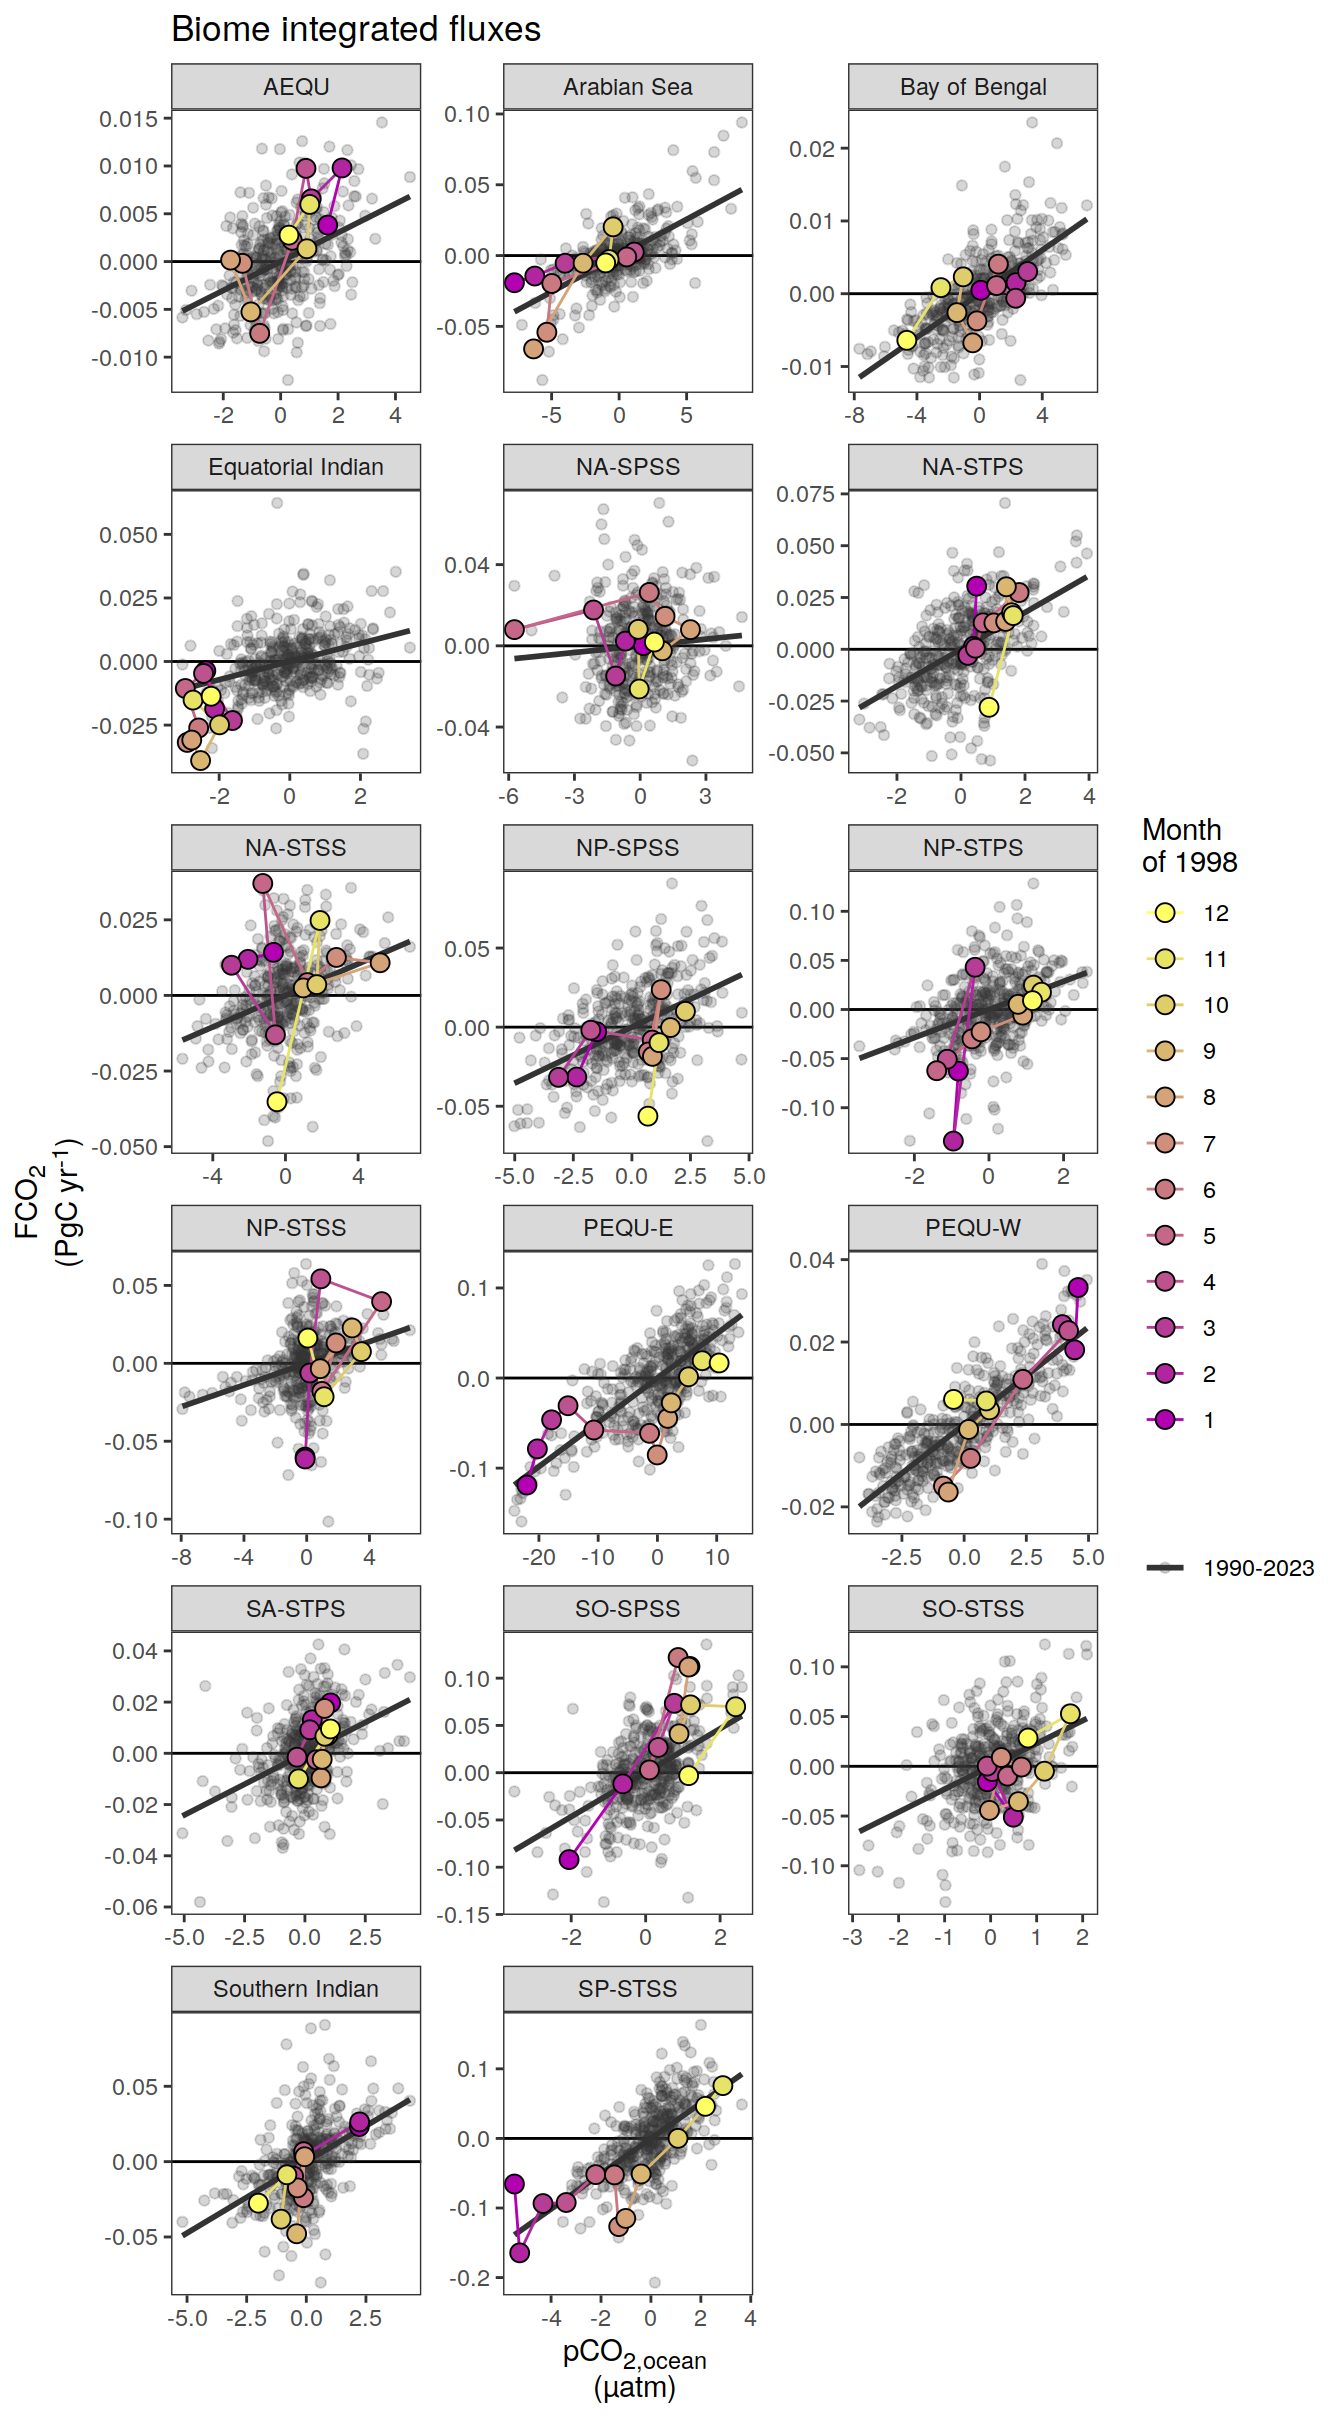 Biome integrated fluxes
AEQU
Arabian Sea
Bay of Bengal
0.015
0.010
0.005
0.000
-0.005
-0.010
-2 0 2 4
0.10
0.05
0.00
-0.05
-5 0 5
0.02
0.01
0.00
-0.01
-8 -4 0 4
Equatorial Indian
NA-SPSS
NA-STPS
0.050
0.025
0.000
-0.025
-2 0 2
0.04
0.00
-0.04
-6 -3 0 3
0.075
0.050
0.025
0.000
-0.025
-0.050
-2 0 2 4
NA-STSS
NP-SPSS
NP-STPS
0.025
0.000
-0.025
-0.050
-4 0 4
0.05
0.00
-0.05
-5.0 -2.5 0.0 2.5 5.0
0.10
0.05
0.00
-0.05
-0.10
-2 0 2
NP-STSS
PEQU-E
PEQU-W
0.05
0.00
-0.05
-0.10
-8 -4 0 4
0.1
0.0
-0.1
-20 -10 0 10
0.04
0.02
0.00
-0.02
-2.5 0.0 2.5 5.0
SA-STPS
SO-SPSS
SO-STSS
0.04
0.02
0.00
-0.02
-0.04
-0.06
-5.0 -2.5 0.0 2.5
0.10
0.05
0.00
-0.05
-0.10
-0.15
-2 0 2
0.10
0.05
0.00
-0.05
-0.10
-3 -2 -1 0 1 2
Southern Indian
SP-STSS
0.05
0.00
-0.05
-5.0 -2.5 0.0 2.5
0.1
0.0
-0.1
-0.2
-4 -2 0 2 4
FCO2
(PgC yr-1)
pCO2,ocean
(µatm)
Month
of 1998
12
11
10
9
8
7
6
5
4
3
2
1
1990-2023